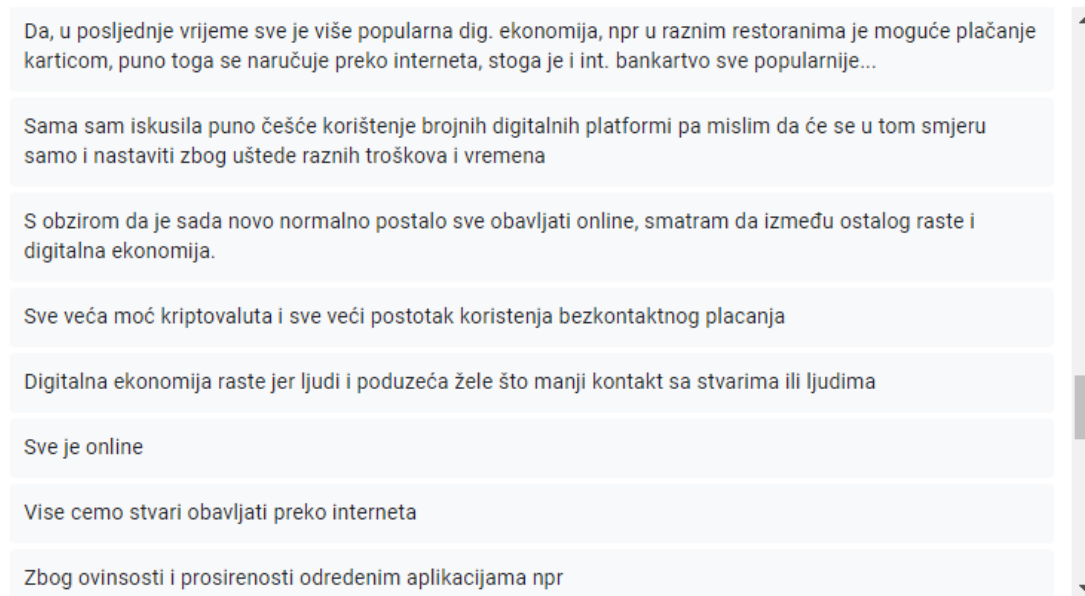 Da, u posljednje vrijeme sve je više popularna dig. ekonomija, npr u raznim restoranima je moguće plačanje
karticom, puno toga se naručuje preko interneta, stoga je i int. bankartvo sve popularnije...
Sama sam iskusila puno češće korištenje brojnih digitalnih platformi pa mislim da će se u tom smjeru
samo i nastaviti zbog uštede raznih troškova i vremena
S obzirom da je sada novo normalno postalo sve obavljati online, smatram da između ostalog raste i
digitalna ekonomija.
Sve veća moć kriptovaluta i sve veći postotak koristenja bezkontaktnog placanja
Digitalna ekonomija raste jer ljudi i poduzeća žele što manji kontakt sa stvarima ili ljudima
Sve je online
Vise cemo stvari obavljati preko interneta
Zbog ovinsosti i prosirenosti odredenim aplikacijama npr